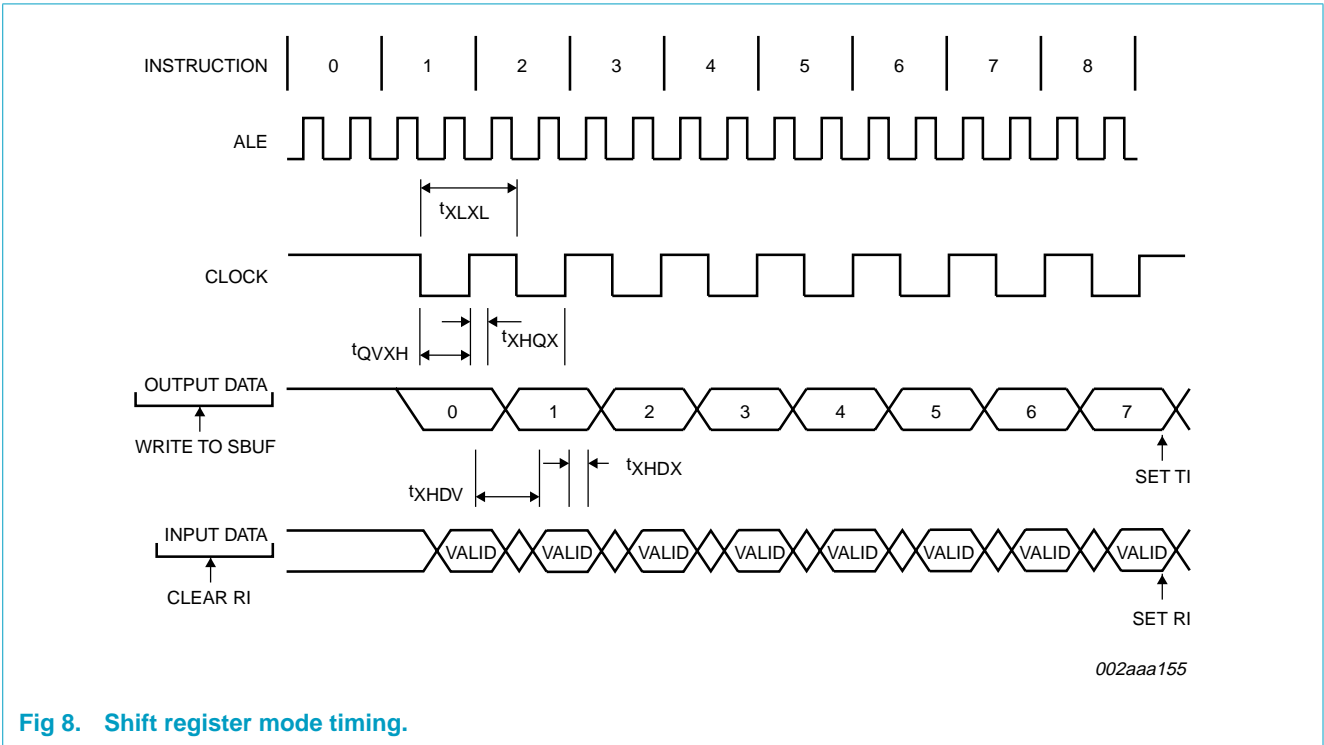 INSTRUCTION 0 1 2 3 4 5 6 7 8
ALE
tXLXL
CLOCK
tXHQX
tQVXH
OUTPUT DATA
0 1 2 3 4 5 6 7
WRITE TO SBUF
SET TI
tXHDX
tXHDV
INPUT DATA
VALID VALID VALID VALID VALID VALID VALID VALID
CLEAR RI
SET RI
002aaa155
Fig 8. Shift register mode timing.